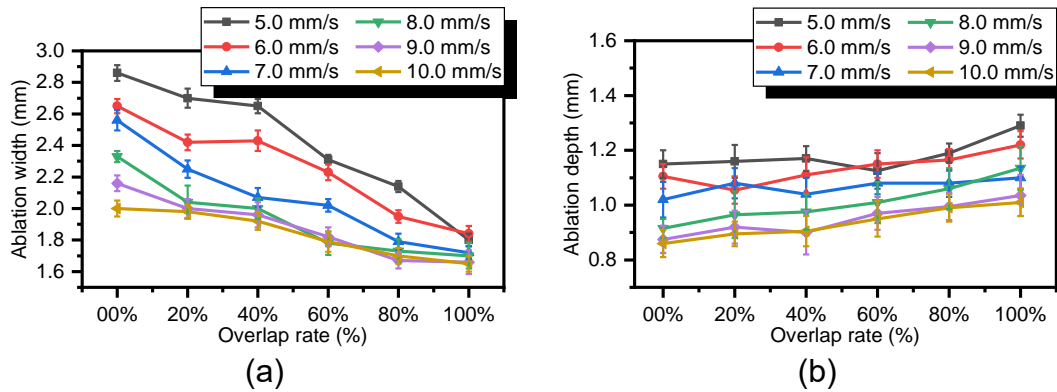 5.0 mm/s 8.0 mm/s
6.0 mm/s 9.0 mm/s
7.0 mm/s 10.0 mm/s
Ablation width (mm)
3.0
2.8
2.6
2.4
2.2
2.0
1.8
1.6
00% 20% 40% 60% 80% 100%
Overlap rate (%)
(a)
5.0 mm/s 8.0 mm/s
6.0 mm/s 9.0 mm/s
7.0 mm/s 10.0 mm/s
Ablation depth (mm)
1.6
1.4
1.2
1.0
0.8
00% 20% 40% 60% 80% 100%
Overlap rate (%)
(b)